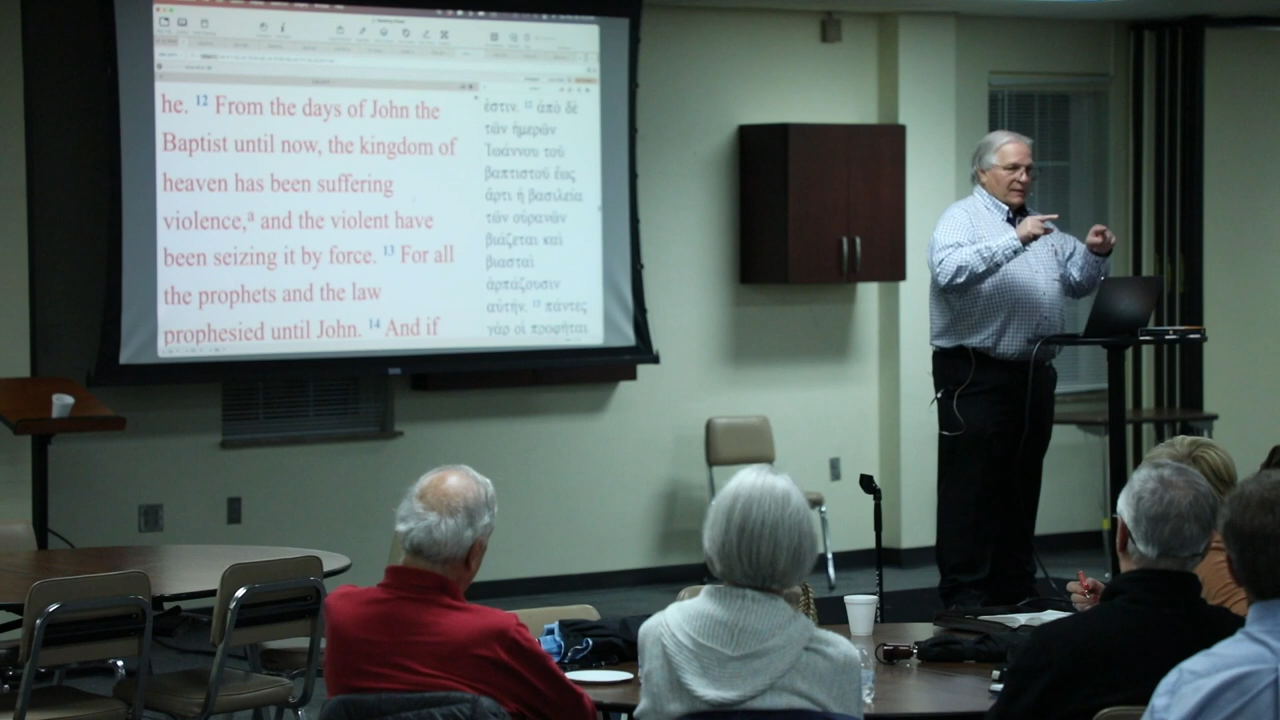 he. 12 From the days of John the
Baptist until now, the kingdom of
heaven has been suffering
violence,a and the violent have
been seizing it by force. 13 For all
the prophets and the law
prophesied until John. 14 And if
ἐστιν. 12 ἀπὸ δὲ
τῶν ἡμερῶν
Ἰωάννου τοῦ
βαπτιστοῦ ἕως
ἄρτι ἡ βασιλεία
τῶν οὐρανῶν
βιάζεται καὶ
βιασταὶ
ἁρπάζουσιν
αὐτήν. 13 πάντες
γὰρ οἱ προφῆται